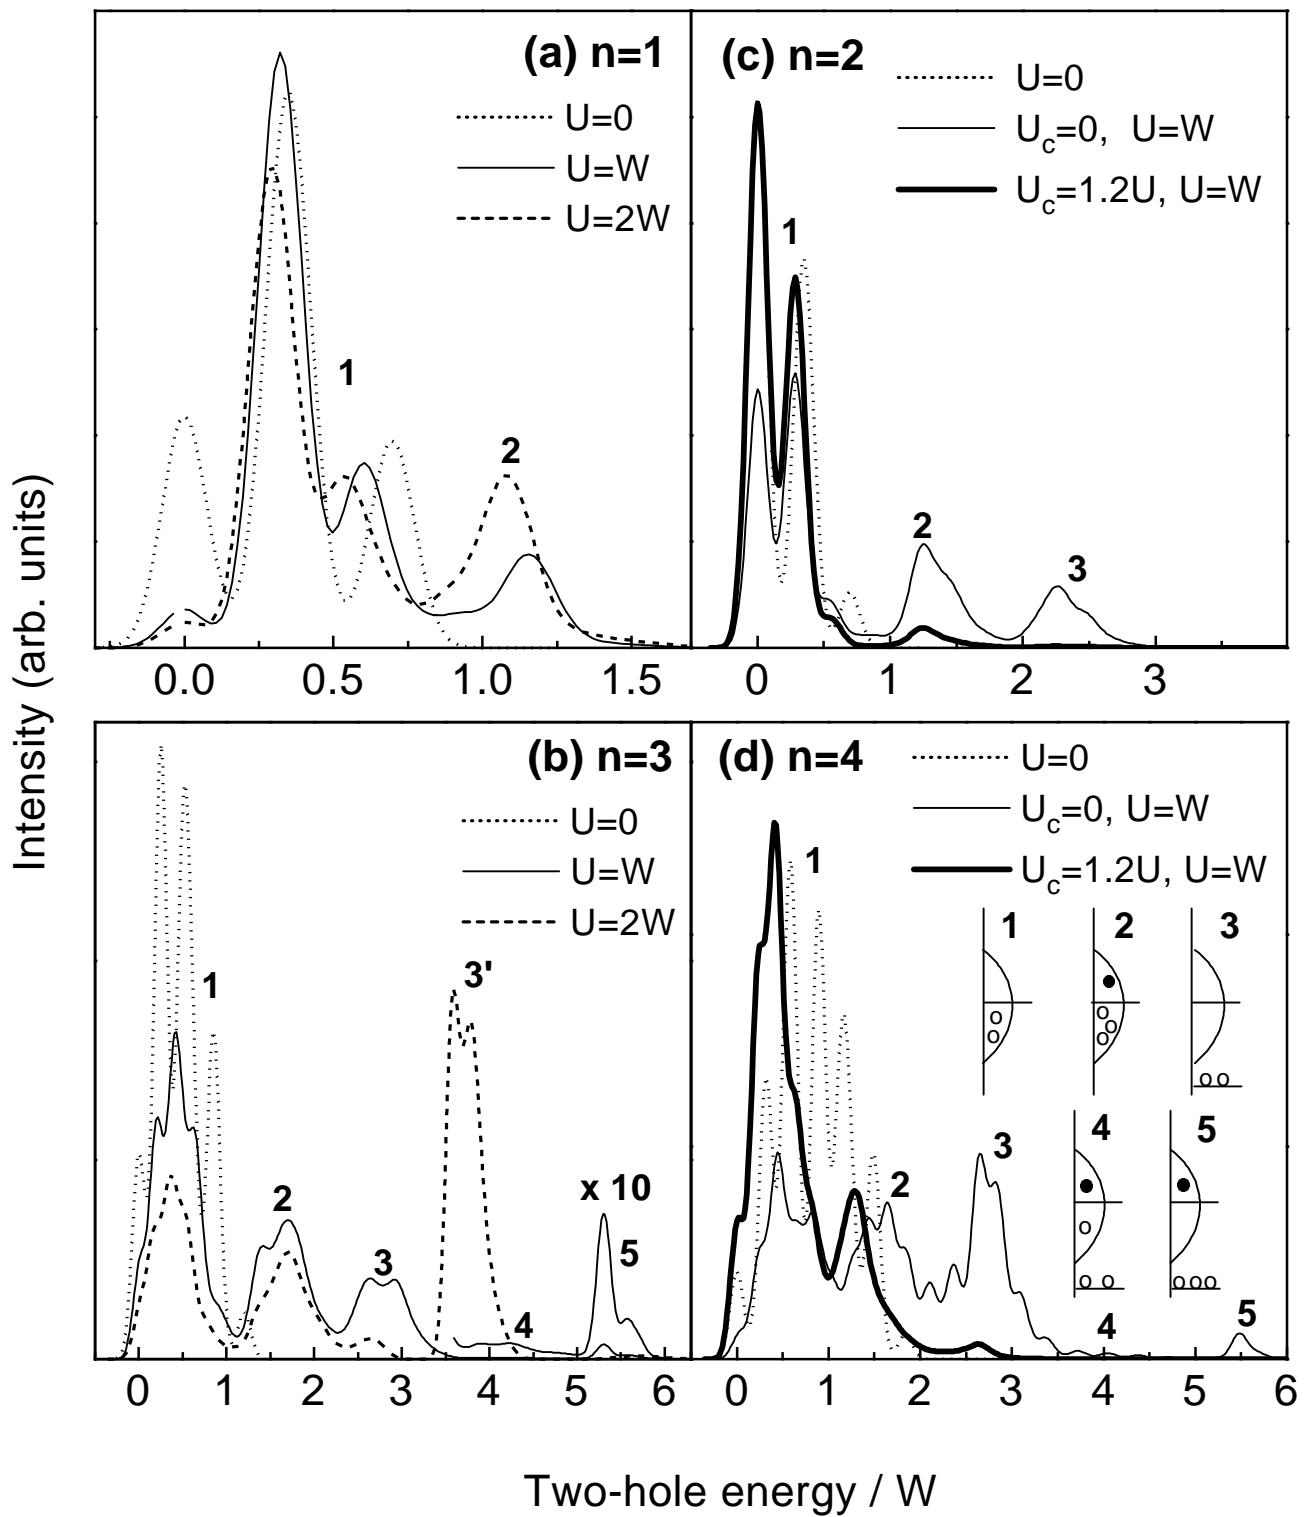 Intensity (arb. units)
(a) n=1
U=0
U=W
U=2W
1
2
0.0 0.5 1.0 1.5
(c) n=2
U=0
Uc=0, U=W
Uc=1.2U, U=W
1
2
3
0 1 2 3
(b) n=3
U=0
U=W
U=2W
1
2
3
3'
4
x 10
5
0 1 2 3 4 5 6
(d) n=4
U=0
Uc=0, U=W
Uc=1.2U, U=W
1
2
3
4
5
1 2 3
4 5
0 1 2 3 4 5 6
Two-hole energy / W